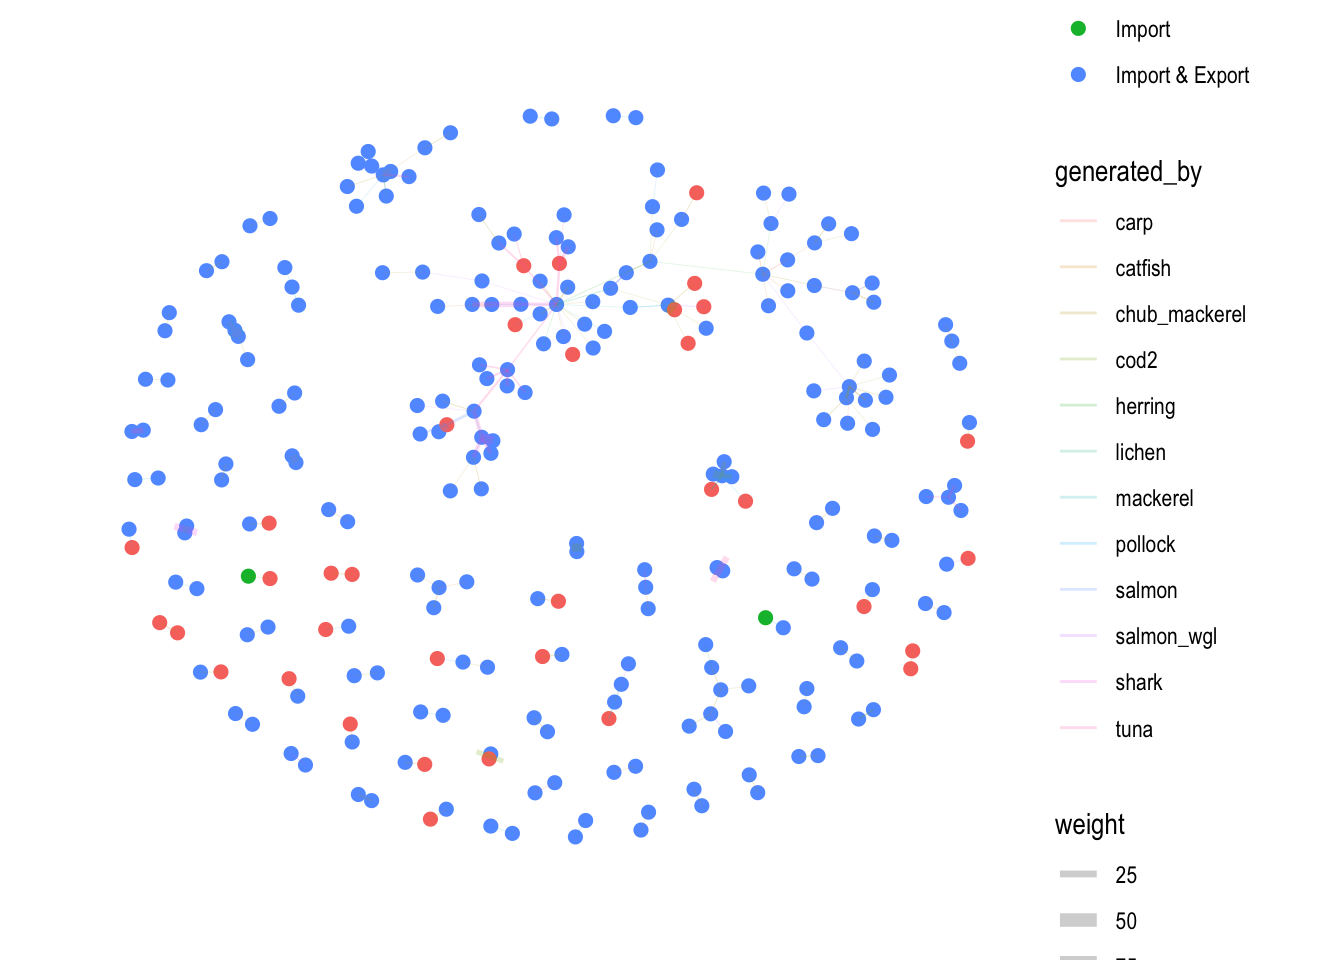 Import
Import & Export
generated_by
carp
catfish
chub_mackerel
cod2
herring
lichen
mackerel
pollock
salmon
salmon_wgl
shark
tuna
weight
25
50